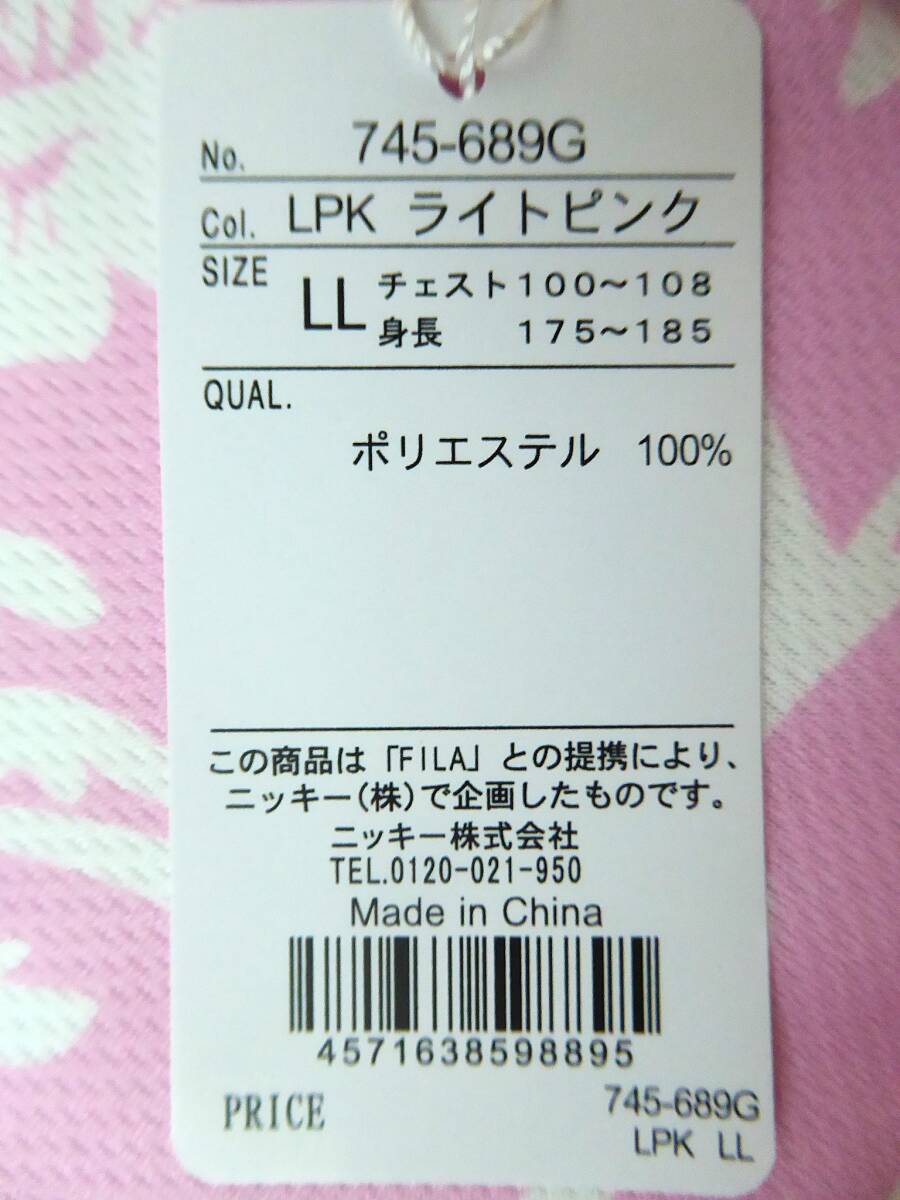 No. 745-689G
Col. LPK ライトピンク
SIZE LL チェスト100～108
身長 175～185
QUAL.
ポリエステル 100%
この商品は「FILA」との提携により、
ニッキー(株)で企画したものです。
ニッキー株式会社
TEL.0120-021-950
Made in China
4571638598895
PRICE 745-689G
LPK LL